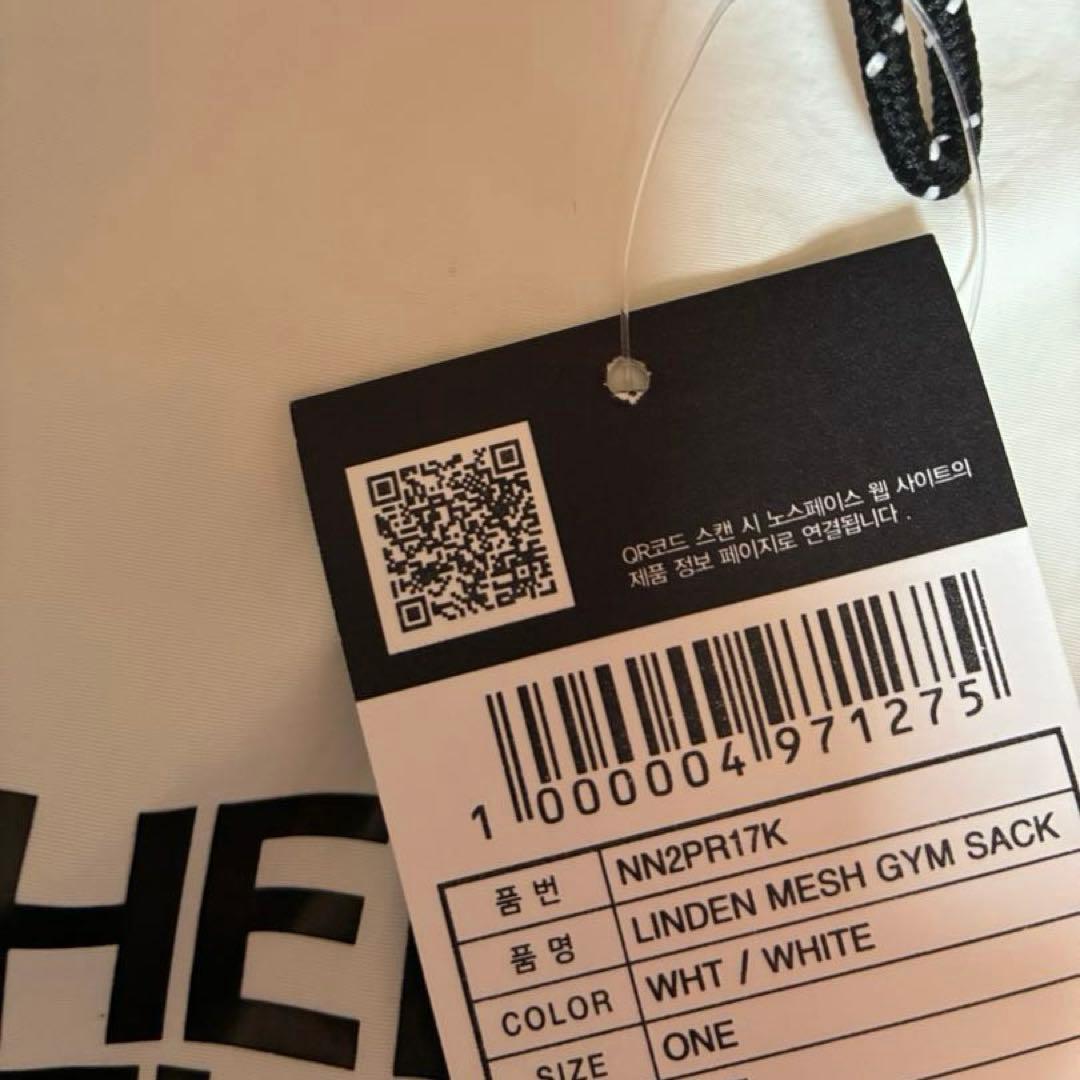 QR코드 스캔 시 노스페이스 웹 사이트의
제품 정보 페이지로 연결됩니다.
1 000004 971275
품 번 NN2PR17K
품 명 LINDEN MESH GYM SACK
COLOR WHT / WHITE
SIZE ONE
HE